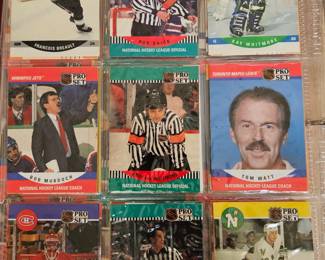 FRANCOIS BREAULT
NATIONAL HOCKEY LEAGUE OFFICIAL
KAY WHITMORE
WINNIPEG JETS
PRO SET
PRO SET
TORONTO MAPLE LEAFS
PRO SET
BOB MURDOCH
NATIONAL HOCKEY LEAGUE COACH
NATIONAL HOCKEY LEAGUE OFFICIAL
TOM WATT
NATIONAL HOCKEY LEAGUE COACH
PRO SET
PRO SET
PRO SET